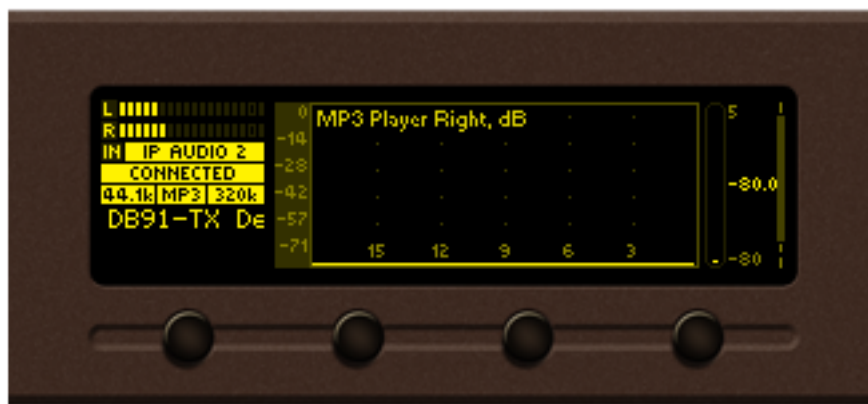 L
R
IN IP AUDIO 2
CONNECTED
44.1k MP3 320k
DB91-TX De
MP3 Player Right, dB
0
-14
-28
-42
-57
-71
15 12 9 6 3
5
-80.0
-80